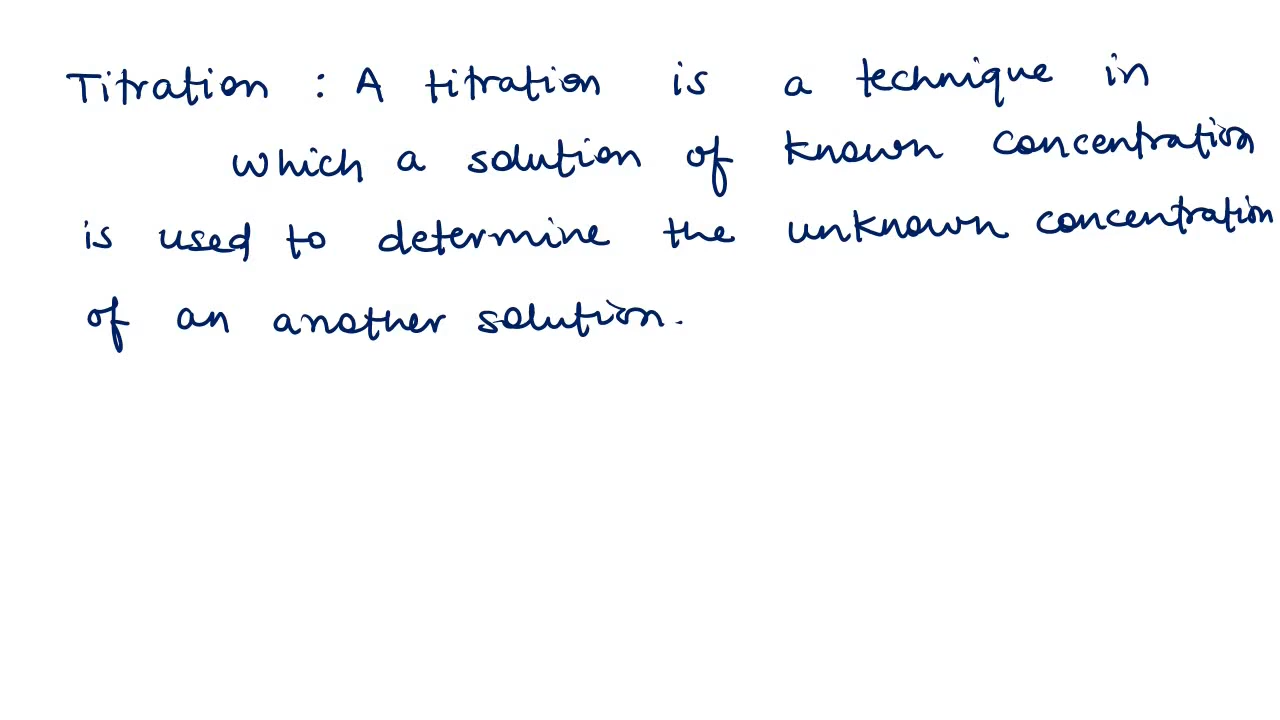 Titration : A titration is a technique in
which a solution of known concentration
is used to determine the unknown concentration
of an another solution.